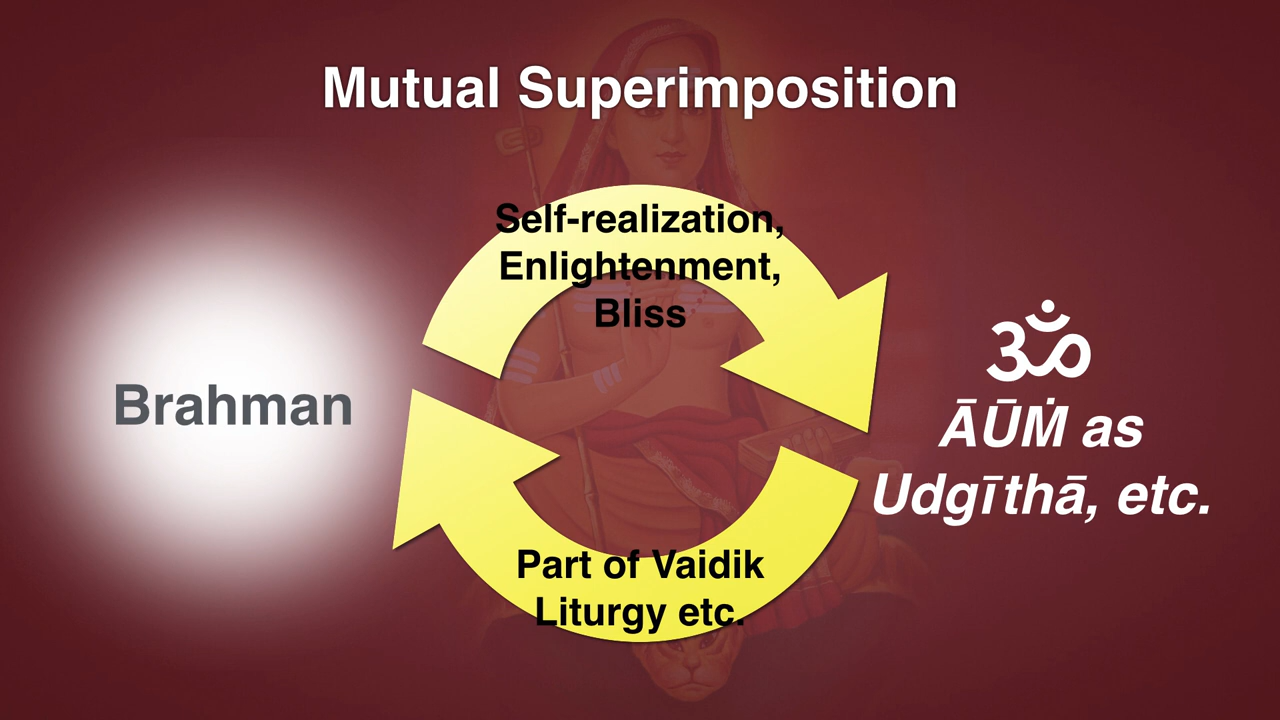 Mutual Superimposition
Self-realization,
Enlightenment,
Bliss
Brahman
ॐ
ĀŪṀ as
Udgīthā, etc.
Part of Vaidik
Liturgy etc.